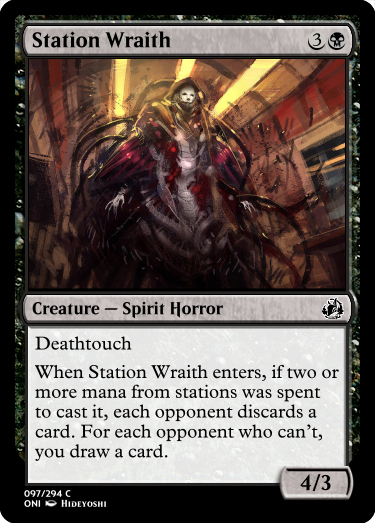 Station Wraith 3
Creature — Spirit Horror
Deathtouch
When Station Wraith enters, if two or
more mana from stations was spent
to cast it, each opponent discards a
card. For each opponent who can't,
you draw a card.
4/3
097/294 C
ONI Hideyoshi